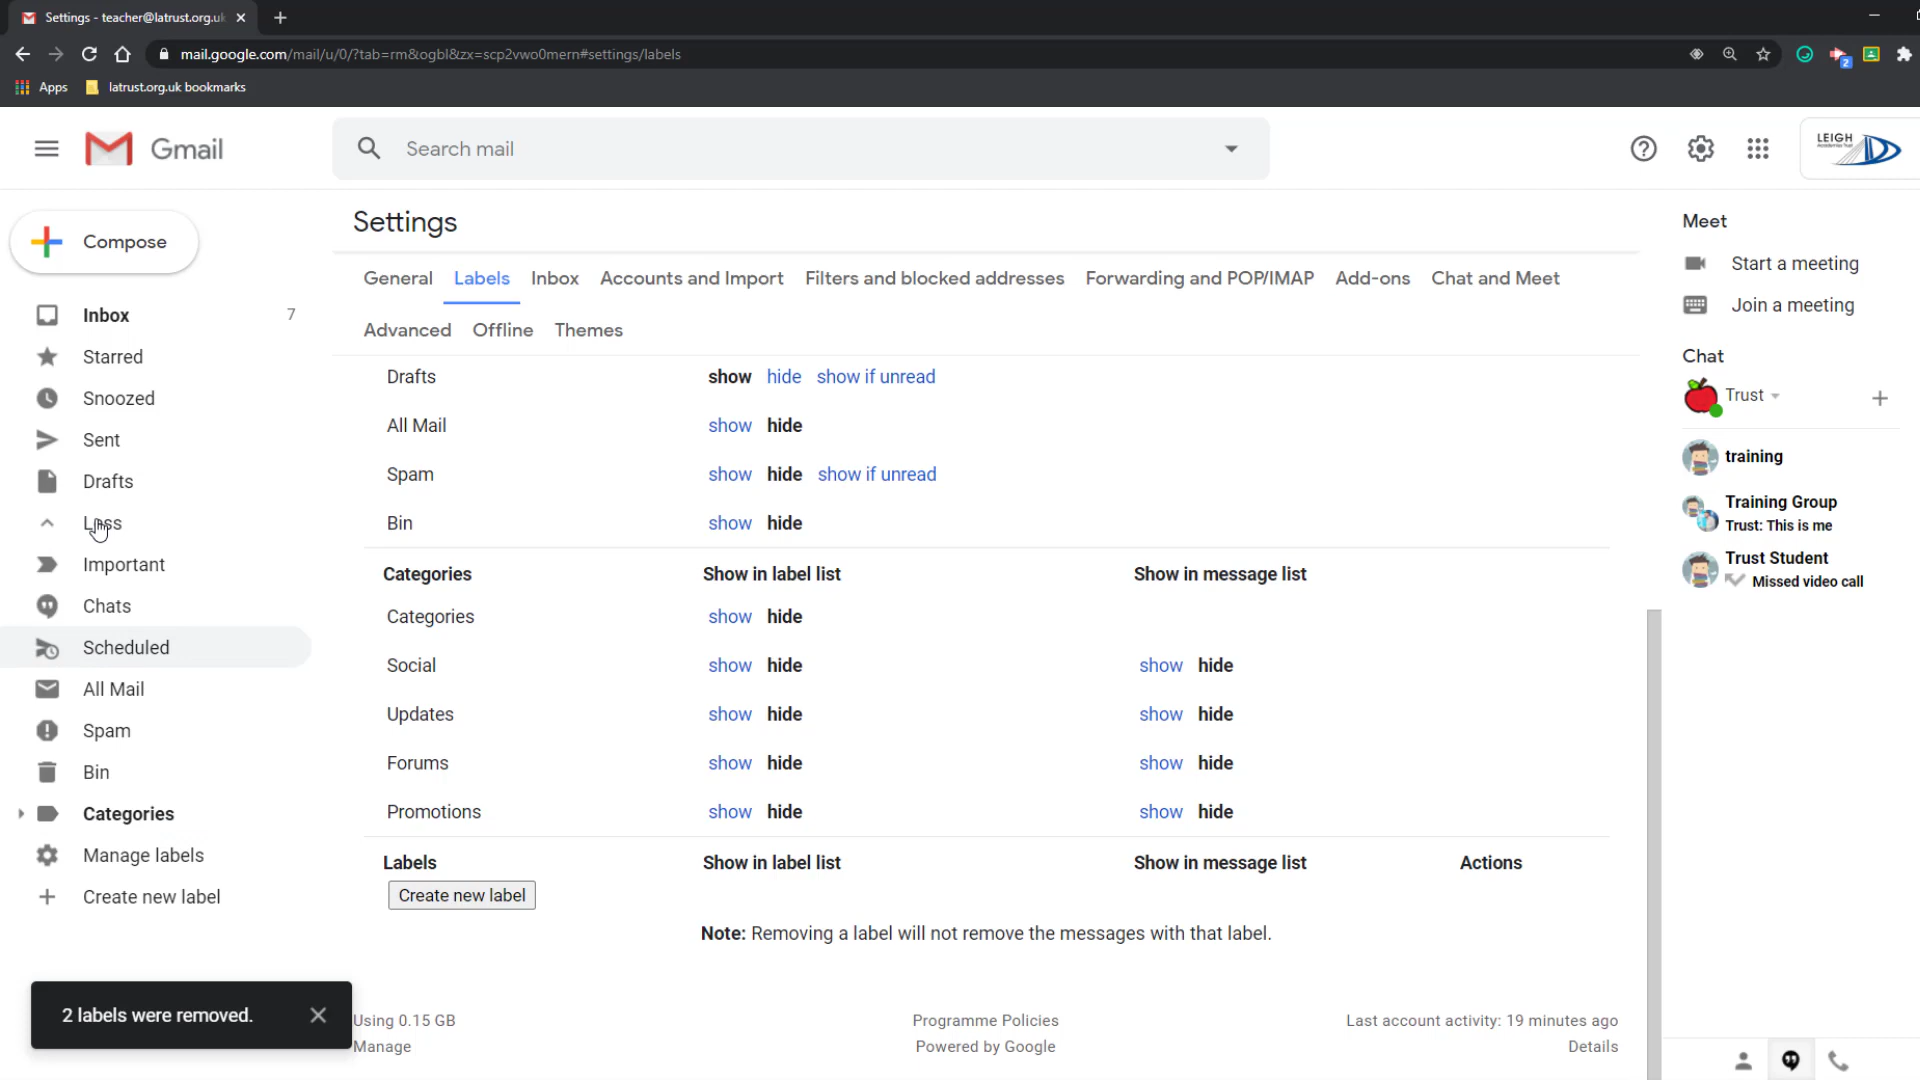 Settings - teacher@latrust.org.uk
mail.google.com/mail/u/0/?tab=rm&ogbl&zx=scp2vwo0mern#settings/labels
2
Apps
latrust.org.uk bookmarks
Gmail
Search mail
LEIGH
Academies Trust
Compose
Inbox 7
Starred
Snoozed
Sent
Drafts
Less
Important
Chats
Scheduled
All Mail
Spam
Bin
Categories
Manage labels
Create new label
2 labels were removed.
Settings
General Labels Inbox Accounts and Import Filters and blocked addresses Forwarding and POP/IMAP Add-ons Chat and Meet
Advanced Offline Themes
Drafts show hide show if unread
All Mail show hide
Spam show hide show if unread
Bin show hide
Categories Show in label list Show in message list
Categories show hide
Social show hide show hide
Updates show hide show hide
Forums show hide show hide
Promotions show hide show hide
Labels Show in label list Show in message list Actions
Create new label
Note: Removing a label will not remove the messages with that label.
Using 0.15 GB
Manage
Programme Policies
Powered by Google
Last account activity: 19 minutes ago
Details
Meet
Start a meeting
Join a meeting
Chat
Trust
training
Training Group
Trust: This is me
Trust Student
Missed video call